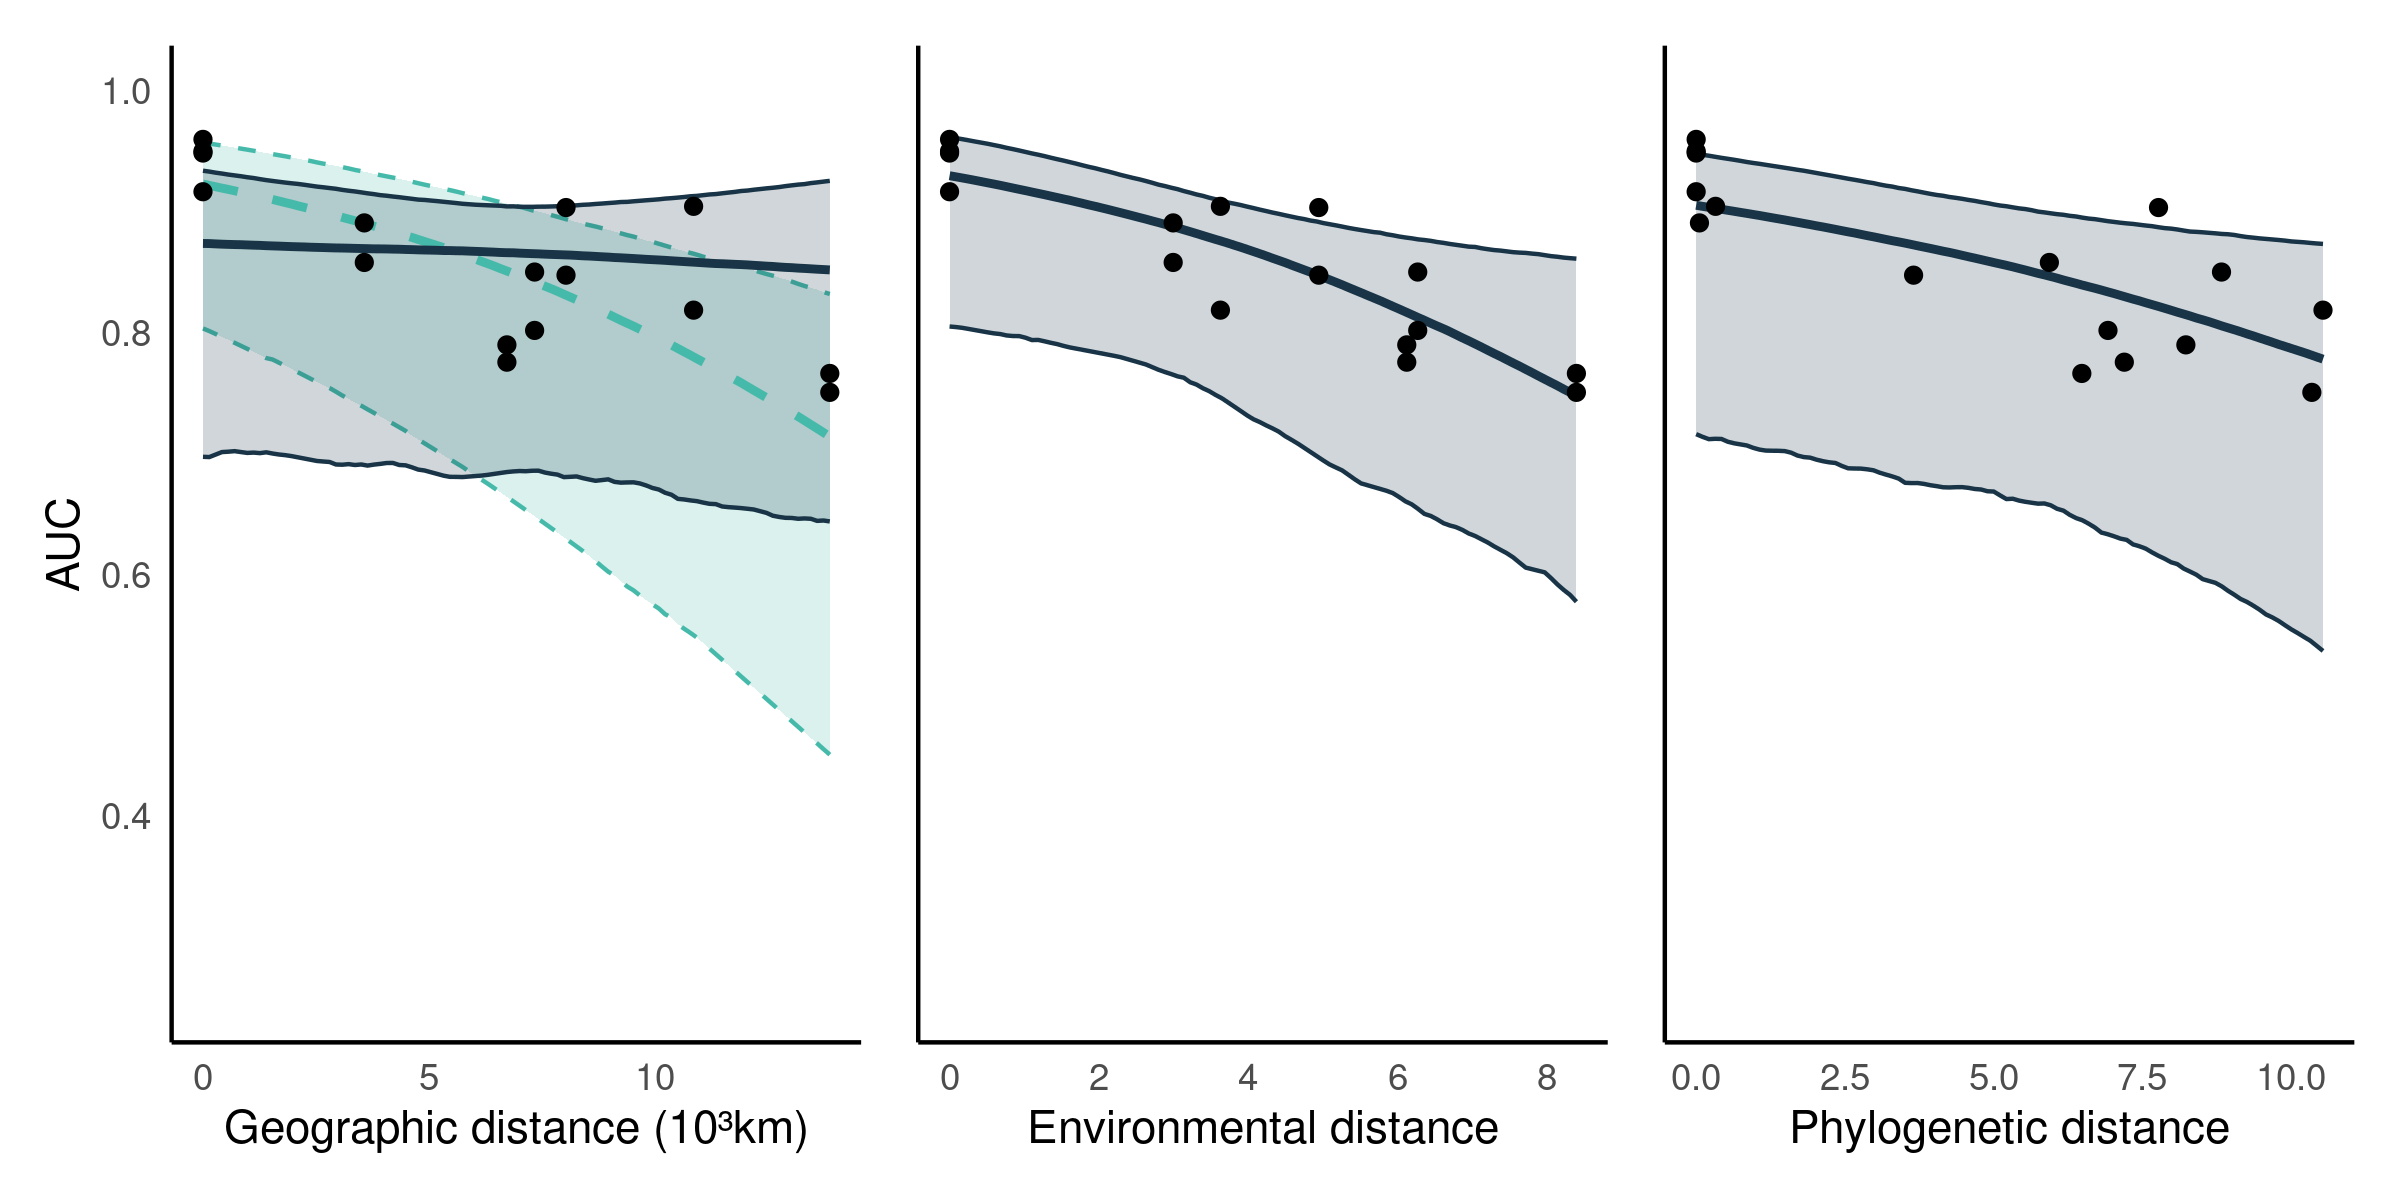 AUC
1.0
0.8
0.6
0.4
0 5 10
Geographic distance (10³km)
0 2 4 6 8
Environmental distance
0.0 2.5 5.0 7.5 10.0
Phylogenetic distance